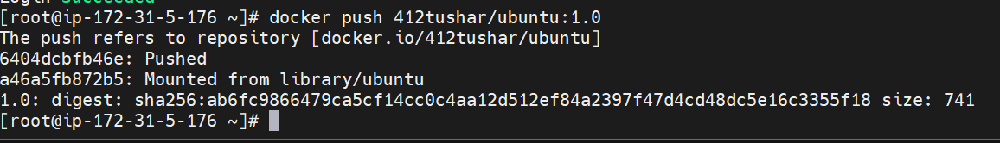 Login Succeeded
[root@ip-172-31-5-176 ~]# docker push 412tushar/ubuntu:1.0
The push refers to repository [docker.io/412tushar/ubuntu]
6404dcbfb46e: Pushed
a46a5fb872b5: Mounted from library/ubuntu
1.0: digest: sha256:ab6fc9866479ca5cf14cc0c4aa12d512ef84a2397f47d4cd48dc5e16c3355f18 size: 741
[root@ip-172-31-5-176 ~]#